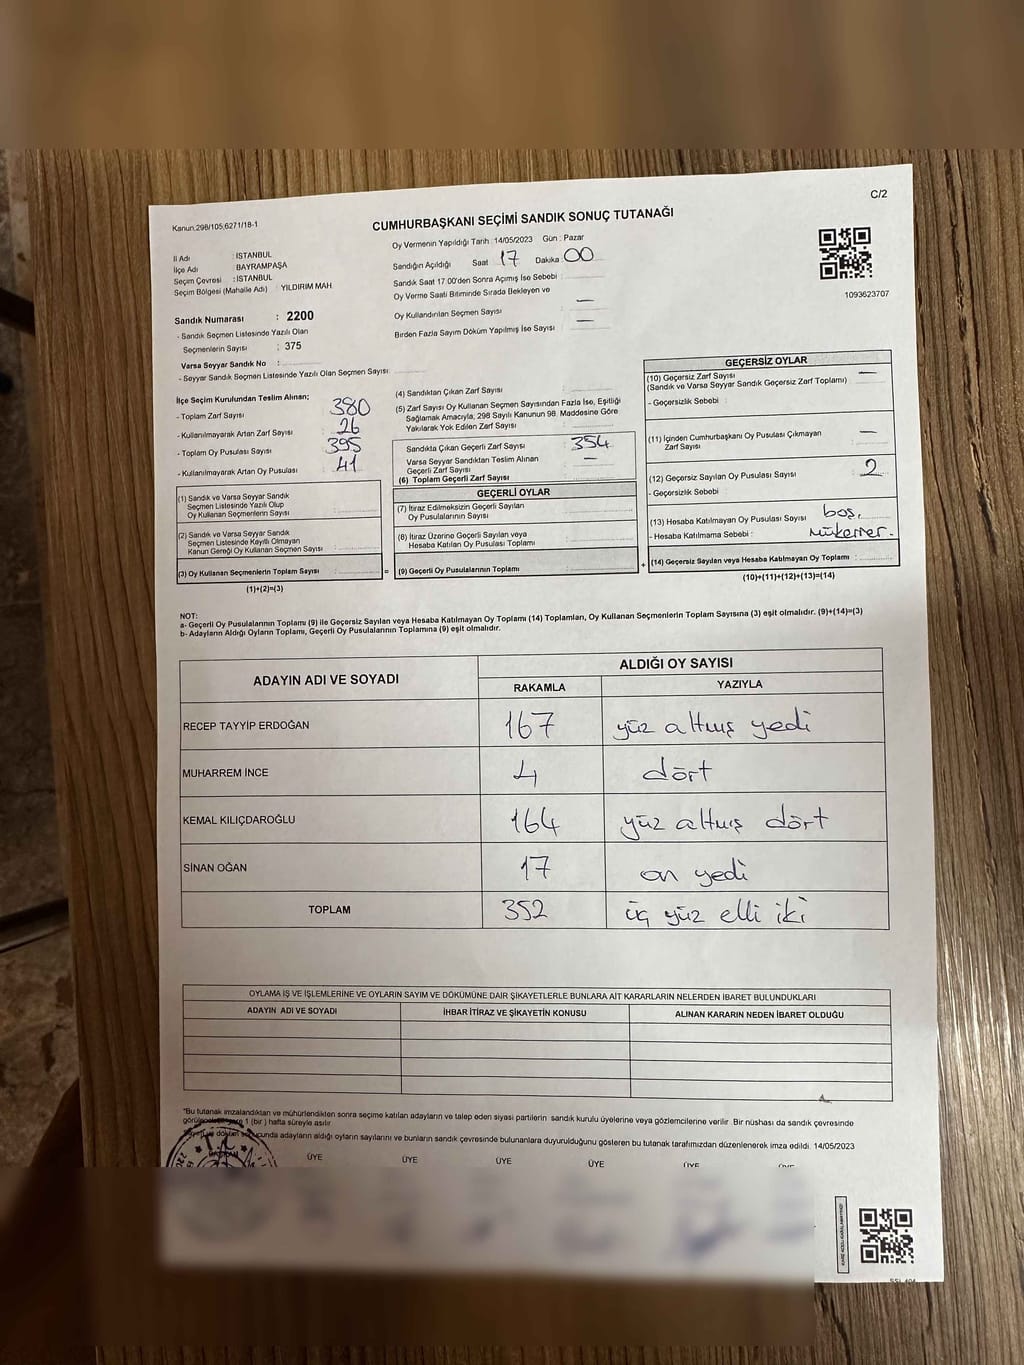 C/2
Kanun,298/105,6271/18-1
CUMHURBAŞKANI SEÇİMİ SANDIK SONUÇ TUTANAĞI
İl Adı : İSTANBUL
İlçe Adı : BAYRAMPAŞA
Seçim Çevresi : İSTANBUL
Seçim Bölgesi (Mahalle Adı) : YILDIRIM MAH.
Sandık Numarası : 2200
- Sandık Seçmen Listesinde Yazılı Olan
Seçmenlerin Sayısı : 375
Varsa Seyyar Sandık No :
- Seyyar Sandık Seçmen Listesinde Yazılı Olan Seçmen Sayısı:
Oy Vermenin Yapıldığı Tarih :14/05/2023 Gün : Pazar
Sandığın Açıldığı Saat 17 Dakika 00
Sandık Saat 17 00'den Sonra Açımış İse Sebebi :
Oy Verme Saati Bitiminde Sırada Bekleyen ve
Oy Kullandırılan Seçmen Sayısı : —
Birden Fazla Sayım Döküm Yapılmış İse Sayısı : —
1093623707
İlçe Seçim Kurulundan Teslim Alınan;
- Toplam Zarf Sayısı : 380
- Kullanılmayarak Artan Zarf Sayısı : 26
- Toplam Oy Pusulası Sayısı : 395
- Kullanılmayarak Artan Oy Pusulası : 41
(1) Sandık ve Varsa Seyyar Sandık
Seçmen Listesinde Yazılı Olup
Oy Kullanan Seçmenlerin Sayısı :
(2) Sandık ve Varsa Seyyar Sandık
Seçmen Listesinde Kayıtlı Olmayan
Kanun Gereği Oy Kullanan Seçmen Sayısı :
(3) Oy Kullanan Seçmenlerin Toplam Sayısı :
(1)+(2)=(3)
(4) Sandıktan Çıkan Zarf Sayısı :
(5) Zarf Sayısı Oy Kullanan Seçmen Sayısından Fazla İse, Eşitliği
Sağlamak Amacıyla; 298 Sayılı Kanunun 98. Maddesine Göre
Yakılarak Yok Edilen Zarf Sayısı :
Sandıkta Çıkan Geçerli Zarf Sayısı : 354
Varsa Seyyar Sandıktan Teslim Alınan
Geçerli Zarf Sayısı : —
(6) Toplam Geçerli Zarf Sayısı :
GEÇERLİ OYLAR
(7) İtiraz Edilmeksizin Geçerli Sayılan
Oy Pusulalarının Sayısı :
(8) İtiraz Üzerine Geçerli Sayılan veya
Hesaba Katılan Oy Pusulası Toplamı :
= (9) Geçerli Oy Pusulalarının Toplamı :
GEÇERSİZ OYLAR
(10) Geçersiz Zarf Sayısı : —
(Sandık ve Varsa Seyyar Sandık Geçersiz Zarf Toplamı)
- Geçersizlik Sebebi :
(11) İçinden Cumhurbaşkanı Oy Pusulası Çıkmayan
Zarf Sayısı : —
(12) Geçersiz Sayılan Oy Pusulası Sayısı : 2
- Geçersizlik Sebebi :
(13) Hesaba Katılmayan Oy Pusulası Sayısı : boş,
- Hesaba Katılmama Sebebi : mükerrer.
+ (14) Geçersiz Sayılan veya Hesaba Katılmayan Oy Toplamı :
(10)+(11)+(12)+(13)=(14)
NOT:
a- Geçerli Oy Pusulalarının Toplamı (9) ile Geçersiz Sayılan veya Hesaba Katılmayan Oy Toplamı (14) Toplamları, Oy Kullanan Seçmenlerin Toplam Sayısına (3) eşit olmalıdır. (9)+(14)=(3)
b- Adayların Aldığı Oyların Toplamı, Geçerli Oy Pusulalarının Toplamına (9) eşit olmalıdır.
ADAYIN ADI VE SOYADI
ALDIĞI OY SAYISI
RAKAMLA YAZIYLA
RECEP TAYYİP ERDOĞAN 167 yüz altmış yedi
MUHARREM İNCE 4 dört
KEMAL KILIÇDAROĞLU 164 yüz altmış dört
SİNAN OĞAN 17 on yedi
TOPLAM 352 üç yüz elli iki
OYLAMA İŞ VE İŞLEMLERİNE VE OYLARIN SAYIM VE DÖKÜMÜNE DAİR ŞİKAYETLERLE BUNLARA AİT KARARLARIN NELERDEN İBARET BULUNDUKLARI
ADAYIN ADI VE SOYADI İHBAR İTİRAZ VE ŞİKAYETİN KONUSU ALINAN KARARIN NEDEN İBARET OLDUĞU
*Bu tutanak imzalandıktan ve mühürlendikten sonra seçime katılan adayların ve talep eden siyasi partilerin sandık kurulu üyelerine veya gözlemcilerine verilir. Bir nüshası da sandık çevresinde
1 (bir ) hafta süreyle asılır
adayların aldığı oyların sayılarını ve bunların sandık çevresinde bulunanlara duyurulduğunu gösteren bu tutanak tarafımızdan düzenlenerek imza edildi. 14/05/2023
BAŞKAN ÜYE ÜYE ÜYE ÜYE ÜYE ÜYE